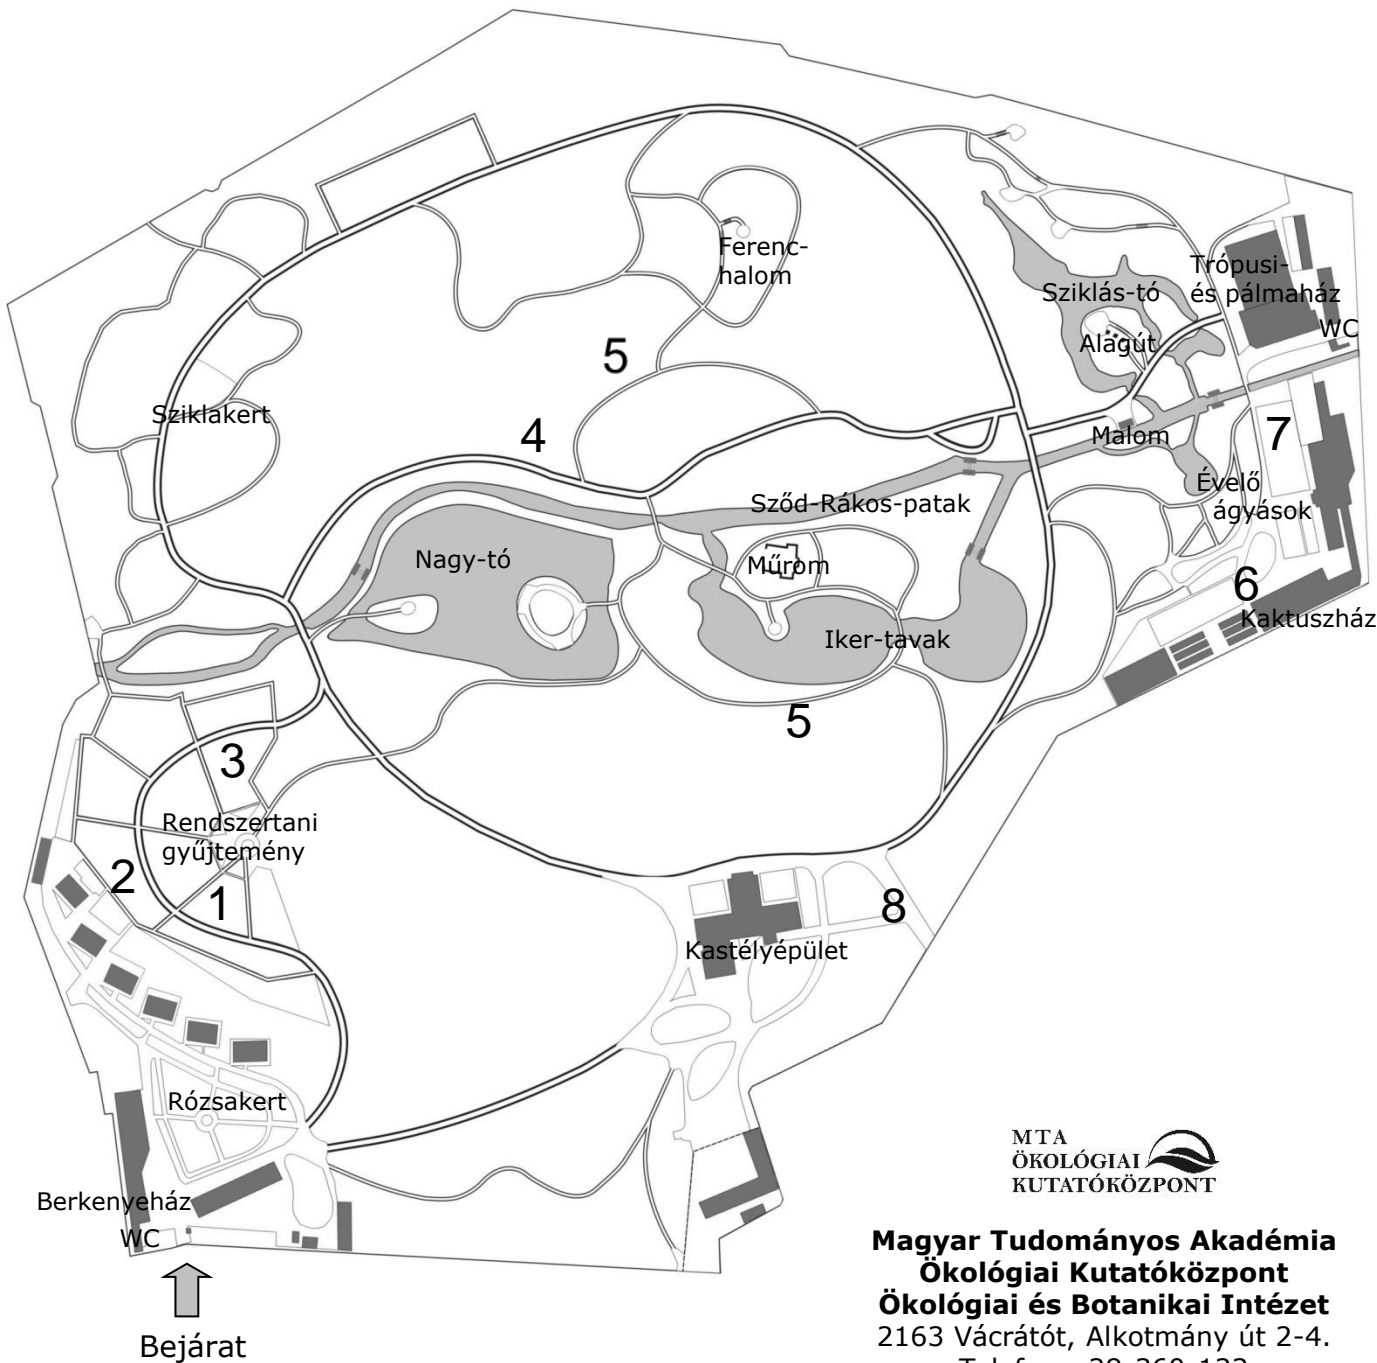 Ferenc-
halom
Trópusi-
és pálmaház
Sziklás-tó
WC
Alagút
5
Sziklakert
4
Malom
7
Évelő
ágyások
Sződ-Rákos-patak
Nagy-tó
Műrom
6
Kaktuszház
Iker-tavak
5
3
Rendszertani
gyűjtemény
2
1
8
Kastélyépület
Rózsakert
Berkenyeház
WC
Bejárat
MTA
ÖKOLÓGIAI
KUTATÓKÖZPONT
Magyar Tudományos Akadémia
Ökológiai Kutatóközpont
Ökológiai és Botanikai Intézet
2163 Vácrátót, Alkotmány út 2-4.